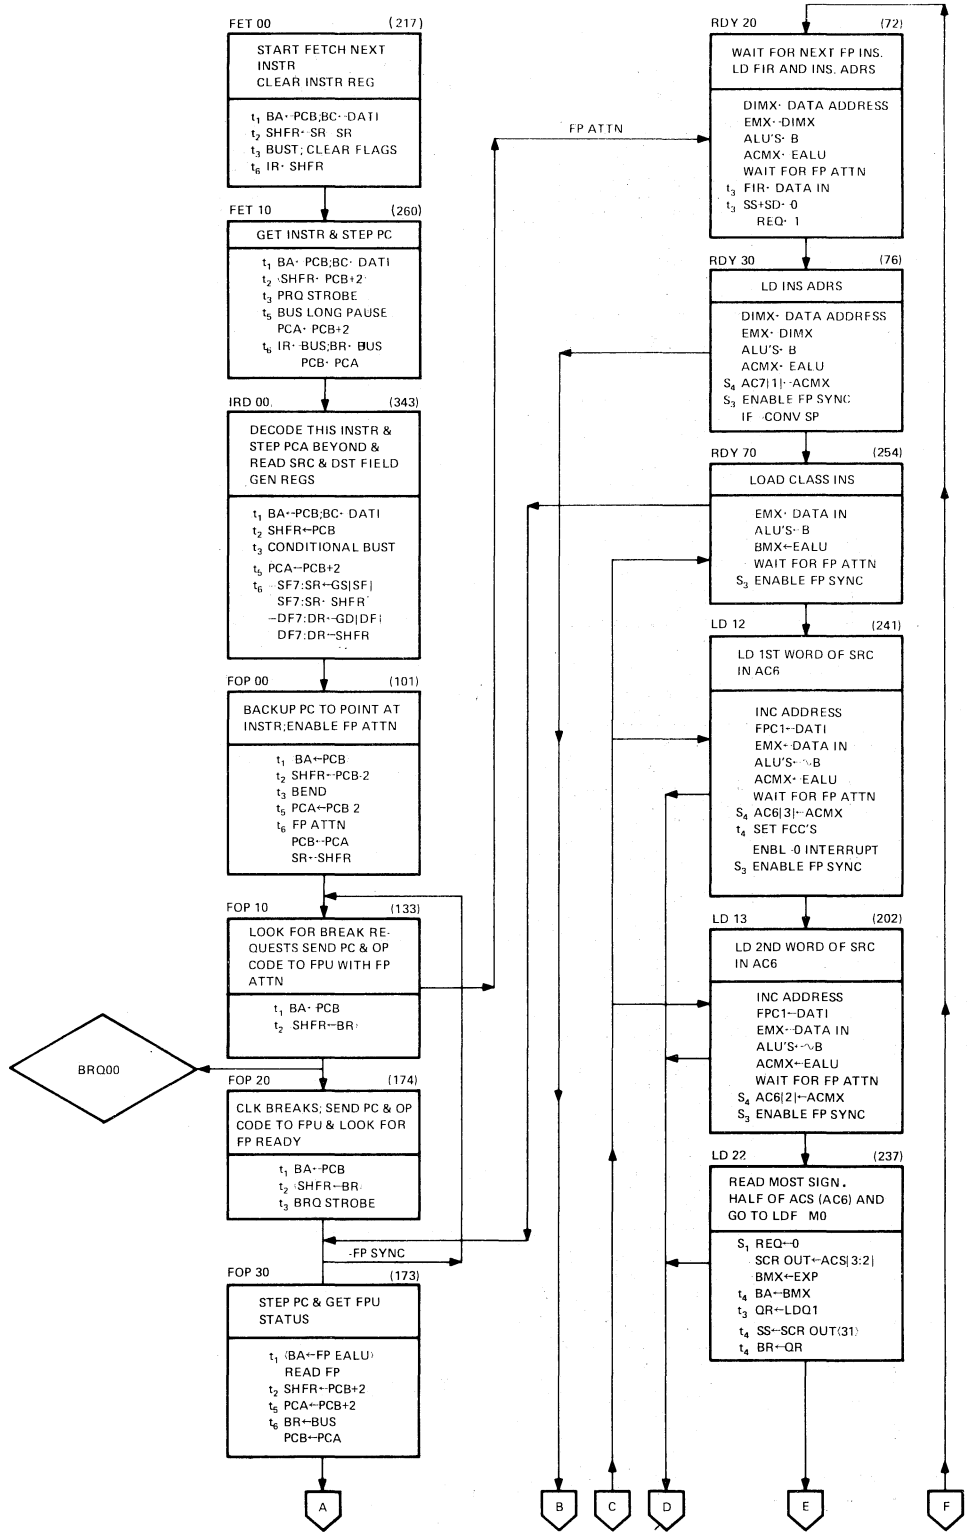 FET 00 (217)
START FETCH NEXT
INSTR
CLEAR INSTR REG
t1 BA←PCB;BC←DATI
t2 SHFR←SR SR
t3 BUST; CLEAR FLAGS
t6 IR←SHFR
FET 10 (260)
GET INSTR & STEP PC
t1 BA←PCB;BC←DATI
t2 SHFR←PCB+2
t3 PRQ STROBE
t5 BUS LONG PAUSE
PCA←PCB+2
t6 IR←BUS;BR←BUS
PCB←PCA
IRD 00. (343)
DECODE THIS INSTR &
STEP PCA BEYOND &
READ SRC & DST FIELD
GEN REGS
t1 BA←PCB;BC←DATI
t2 SHFR←PCB
t3 CONDITIONAL BUST
t5 PCA←PCB+2
t6 -SF7:SR←GS|SF|
SF7:SR←SHFR
-DF7:DR←GD|DF|
DF7:DR←SHFR
FOP 00 (101)
BACKUP PC TO POINT AT
INSTR;ENABLE FP ATTN
t1 BA←PCB
t2 SHFR←PCB-2
t3 BEND
t5 PCA←PCB 2
t6 FP ATTN
PCB←PCA
SR←SHFR
FOP 10 (133)
LOOK FOR BREAK RE-
QUESTS SEND PC & OP
CODE TO FPU WITH FP
ATTN
t1 BA←PCB
t2 SHFR←BR
BRQ00
FOP 20 (174)
CLK BREAKS; SEND PC & OP
CODE TO FPU & LOOK FOR
FP READY
t1 BA←PCB
t2 SHFR←BR
t3 BRQ STROBE
-FP SYNC
FOP 30 (173)
STEP PC & GET FPU
STATUS
t1 (BA←FP EALU)
READ FP
t2 SHFR←PCB+2
t5 PCA←PCB+2
t6 BR←BUS
PCB←PCA
FP ATTN
RDY 20 (72)
WAIT FOR NEXT FP INS.
LD FIR AND INS. ADRS
DIMX← DATA ADDRESS
EMX←DIMX
ALU'S←B
ACMX←EALU
WAIT FOR FP ATTN
t3 FIR←DATA IN
t3 SS+SD←0
REQ←1
RDY 30 (76)
LD INS ADRS
DIMX← DATA ADDRESS
EMX←DIMX
ALU'S←B
ACMX←EALU
S4 AC7|1|←ACMX
S3 ENABLE FP SYNC
IF -CONV SP
RDY 70 (254)
LOAD CLASS INS
EMX←DATA IN
ALU'S←B
BMX←EALU
WAIT FOR FP ATTN
S3 ENABLE FP SYNC
LD 12 (241)
LD 1ST WORD OF SRC
IN AC6
INC ADDRESS
FPC1←DATI
EMX←DATA IN
ALU'S←~B
ACMX←EALU
WAIT FOR FP ATTN
S4 AC6|3|←ACMX
t4 SET FCC'S
ENBL -0 INTERRUPT
S3 ENABLE FP SYNC
LD 13 (202)
LD 2ND WORD OF SRC
IN AC6
INC ADDRESS
FPC1←DATI
EMX←DATA IN
ALU'S←~B
ACMX←EALU
WAIT FOR FP ATTN
S4 AC6|2|←ACMX
S3 ENABLE FP SYNC
LD 22 (237)
READ MOST SIGN.
HALF OF ACS (AC6) AND
GO TO LDF M0
S1 REQ←0
SCR OUT←ACS|3:2|
BMX←EXP
t4 BA←BMX
t3 QR←LDQ1
t4 SS←SCR OUT(31)
t4 BR←QR
A B C D E F